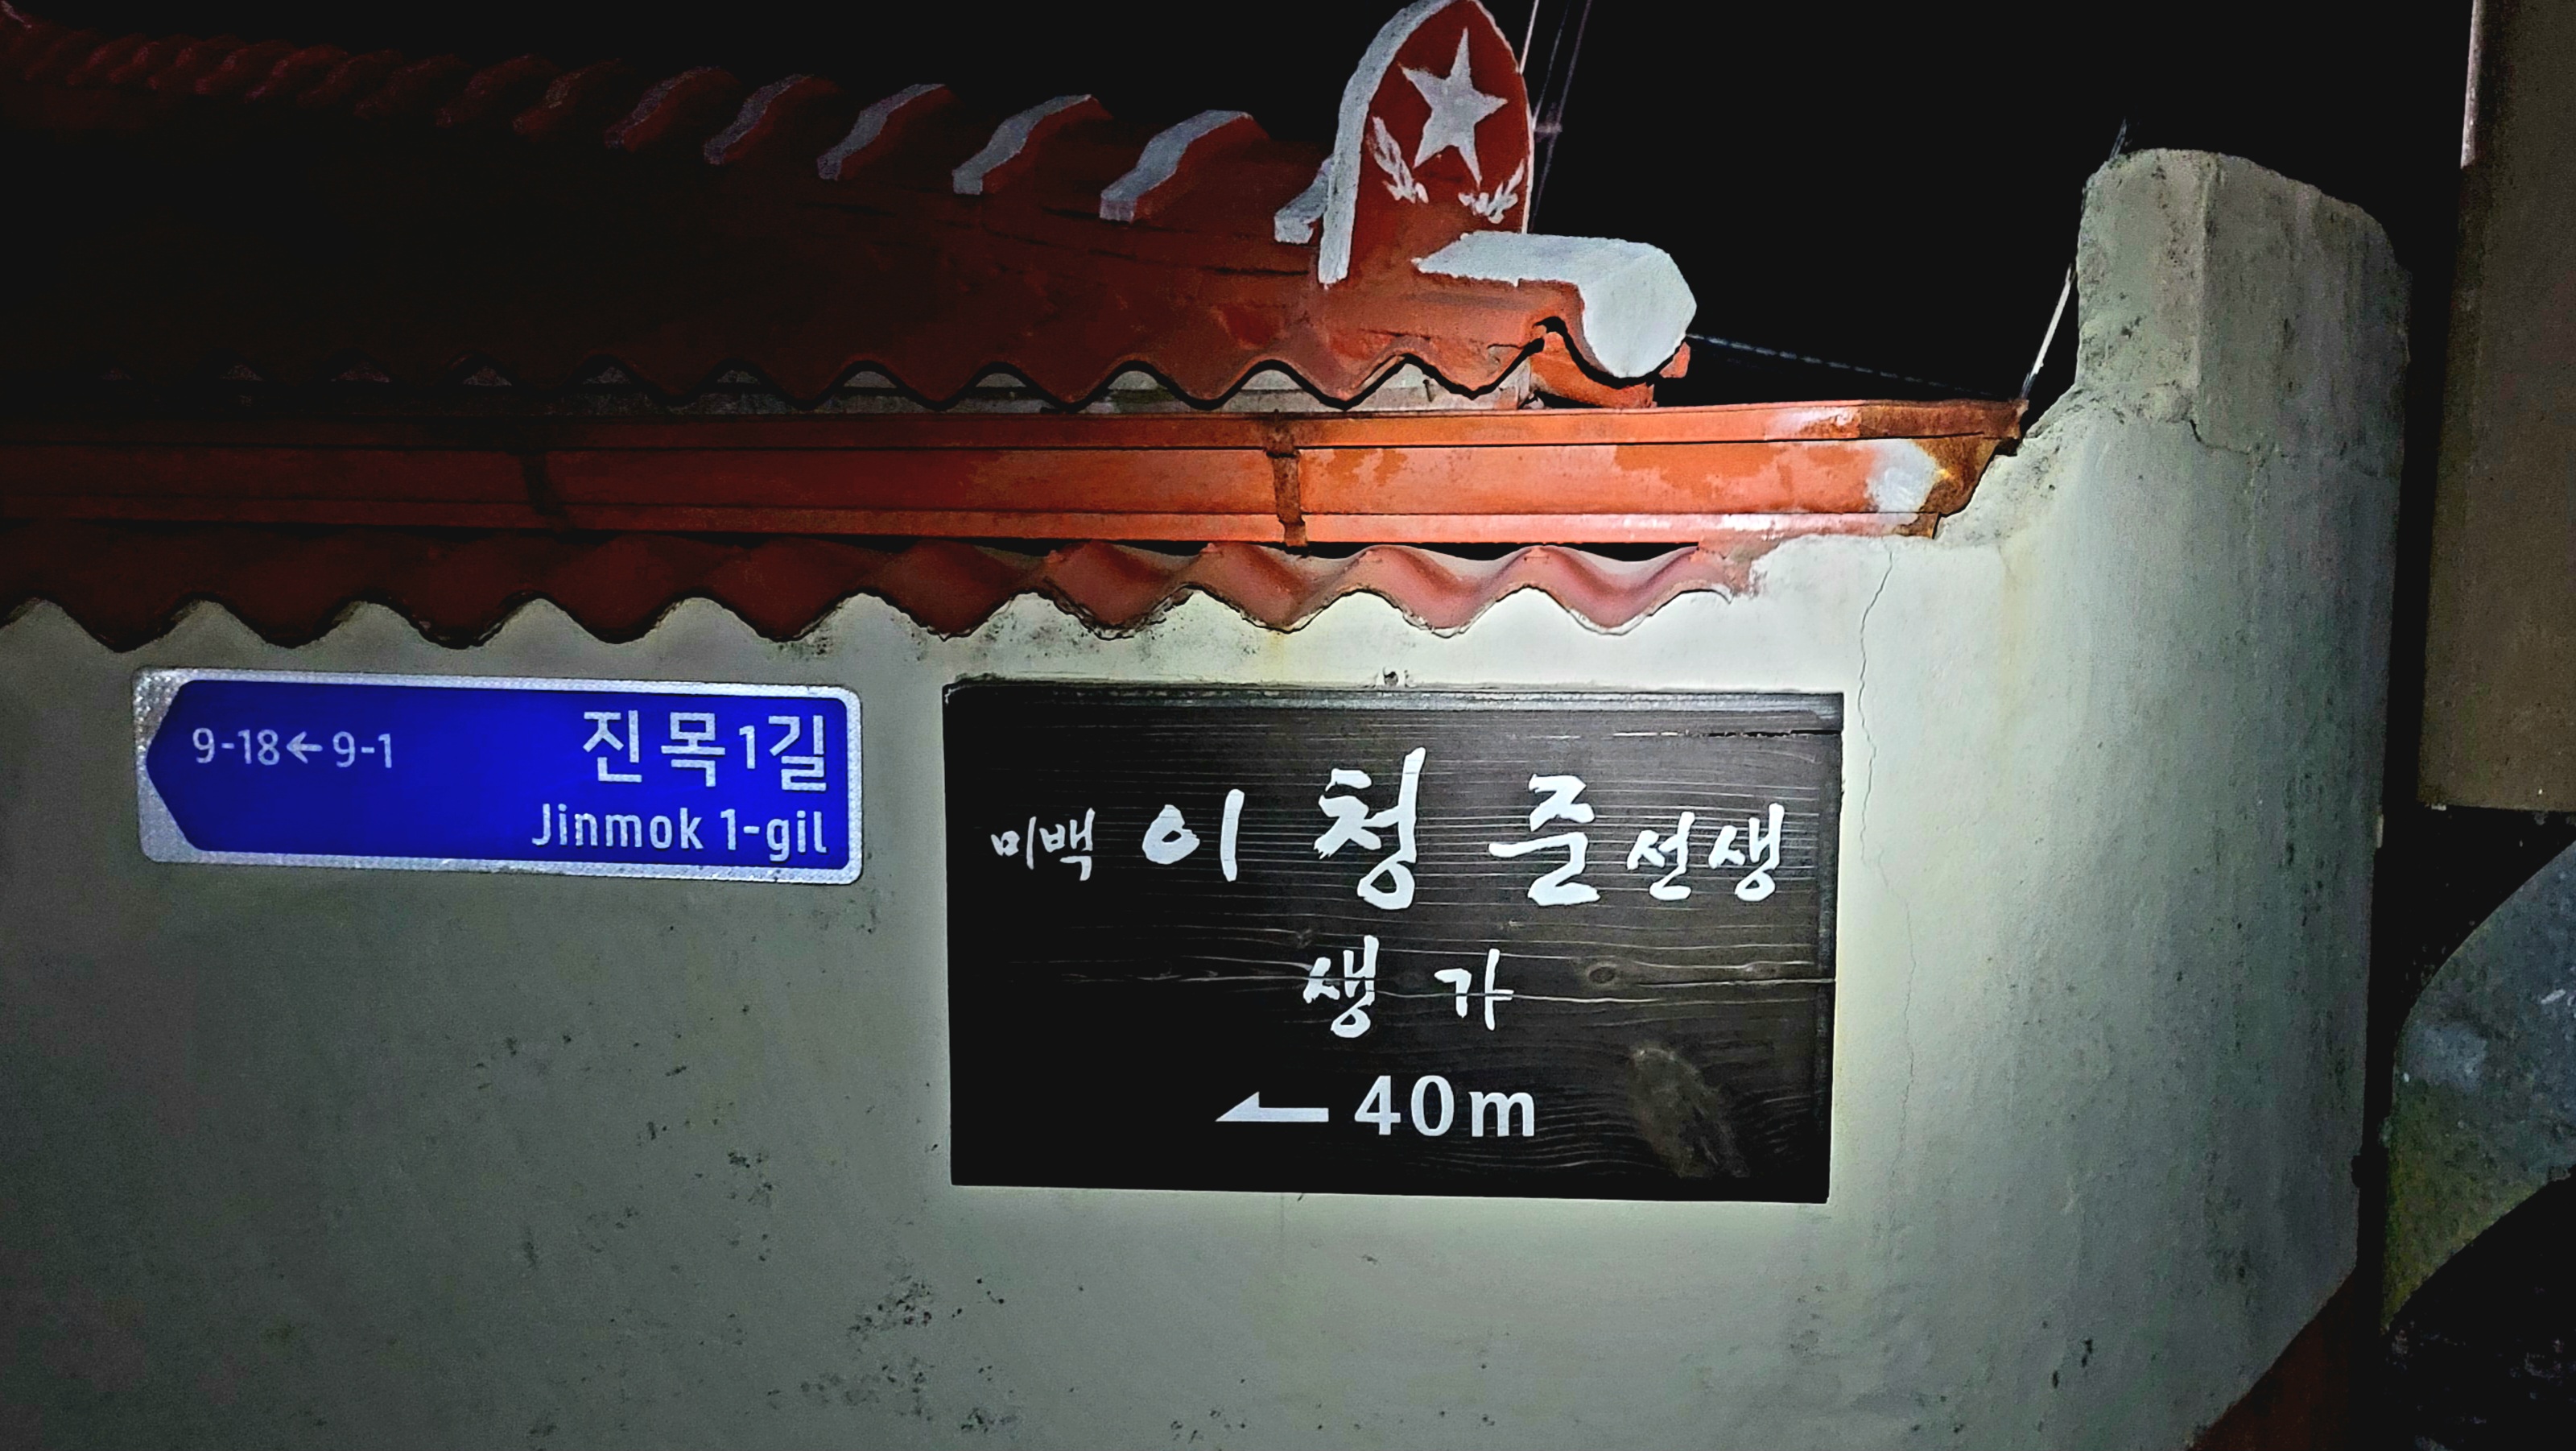 9-18←9-1 진목1길
Jinmok 1-gil
미백 이청준 선생
생가
← 40m